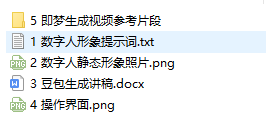 5 即梦生成视频参考片段
1 数字人形象提示词.txt
2 数字人静态形象照片.png
3 豆包生成讲稿.docx
4 操作界面.png